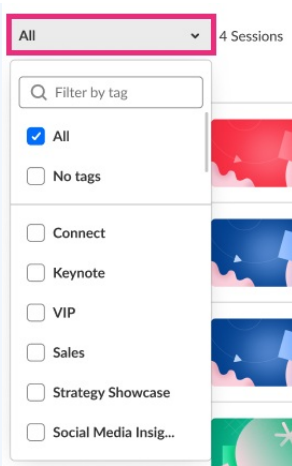 All
4 Sessions
Filter by tag
All
No tags
Connect
Keynote
VIP
Sales
Strategy Showcase
Social Media Insig...